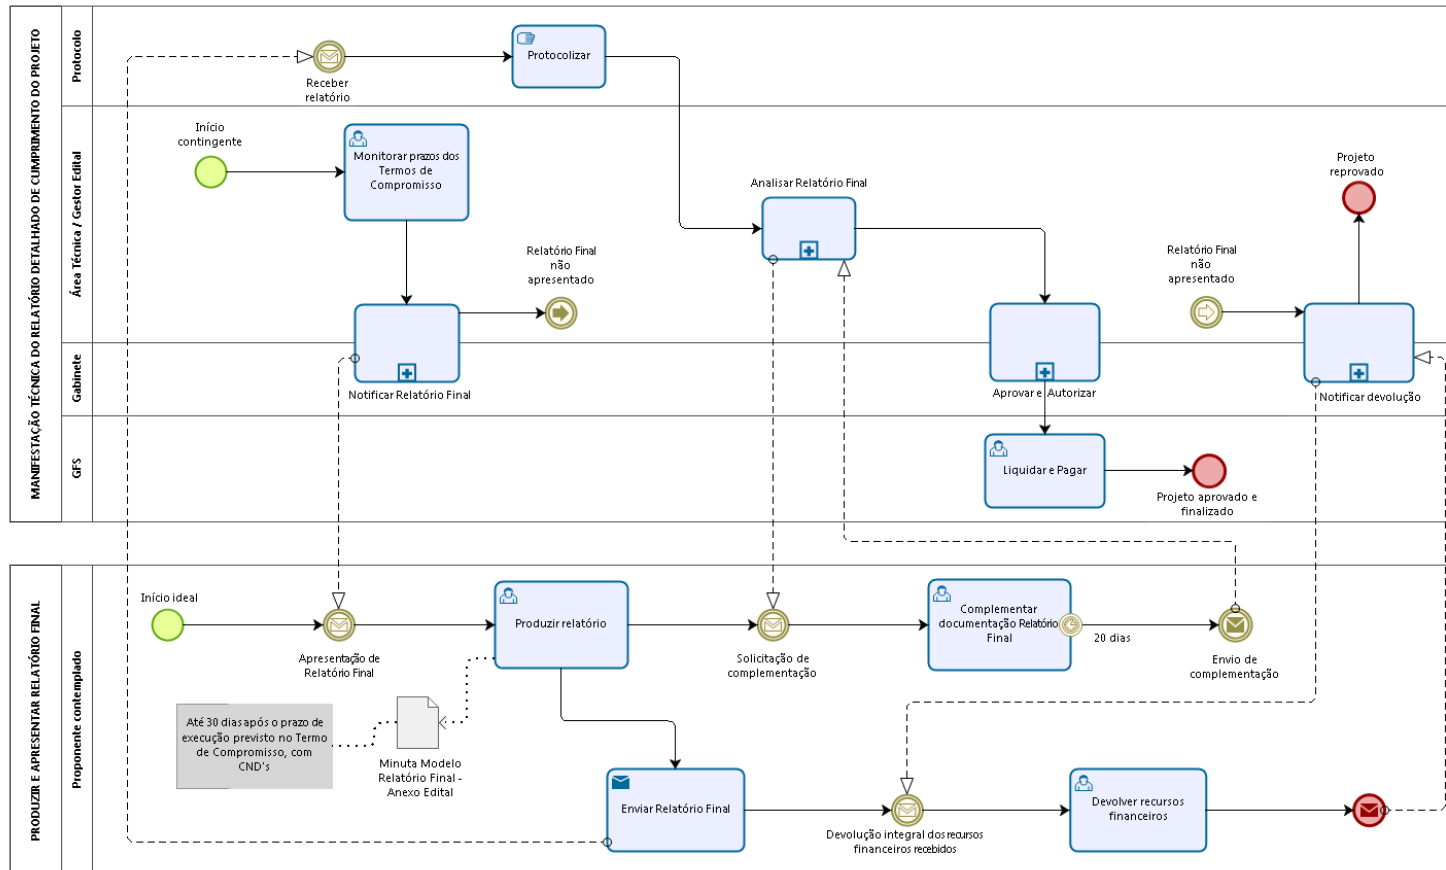 MANIFESTAÇÃO TÉCNICA DO RELATÓRIO DETALHADO DE CUMPRIMENTO DO PROJETO
Protocolo
Receber
relatório
Protocolizar
Área Técnica / Gestor Edital
Início
contingente
Monitorar prazos dos
Termos de
Compromisso
Relatório Final
não
apresentado
Analisar Relatório Final
Relatório Final
não
apresentado
Projeto
reprovado
Gabinete
Notificar Relatório Final
Aprovar e Autorizar
Notificar devolução
GFS
Liquidar e Pagar
Projeto aprovado e
finalizado
PRODUZIR E APRESENTAR RELATÓRIO FINAL
Proponente contemplado
Início ideal
Apresentação de
Relatório Final
Produzir relatório
Solicitação de
complementação
Complementar
documentação Relatório
Final
20 dias
Envio de
complementação
Até 30 dias após o prazo de
execução previsto no Termo
de Compromisso, com
CND's
Minuta Modelo
Relatório Final -
Anexo Edital
Enviar Relatório Final
Devolução integral dos recursos
financeiros recebidos
Devolver recursos
financeiros